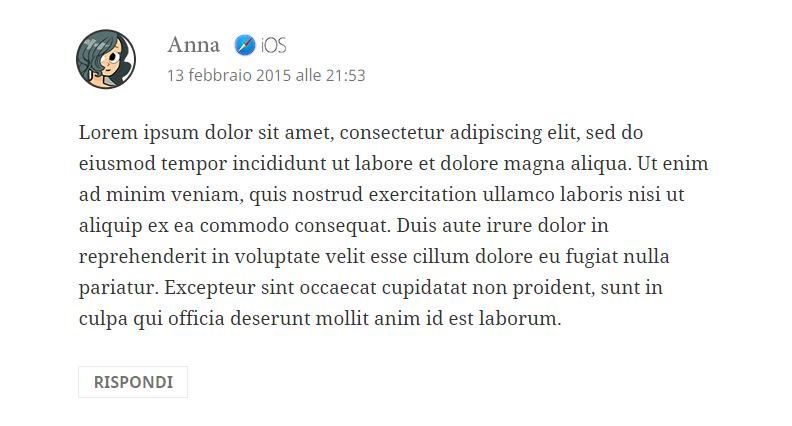 Anna iOS
13 febbraio 2015 alle 21:53
Lorem ipsum dolor sit amet, consectetur adipiscing elit, sed do
eiusmod tempor incididunt ut labore et dolore magna aliqua. Ut enim
ad minim veniam, quis nostrud exercitation ullamco laboris nisi ut
aliquip ex ea commodo consequat. Duis aute irure dolor in
reprehenderit in voluptate velit esse cillum dolore eu fugiat nulla
pariatur. Excepteur sint occaecat cupidatat non proident, sunt in
culpa qui officia deserunt mollit anim id est laborum.
RISPONDI